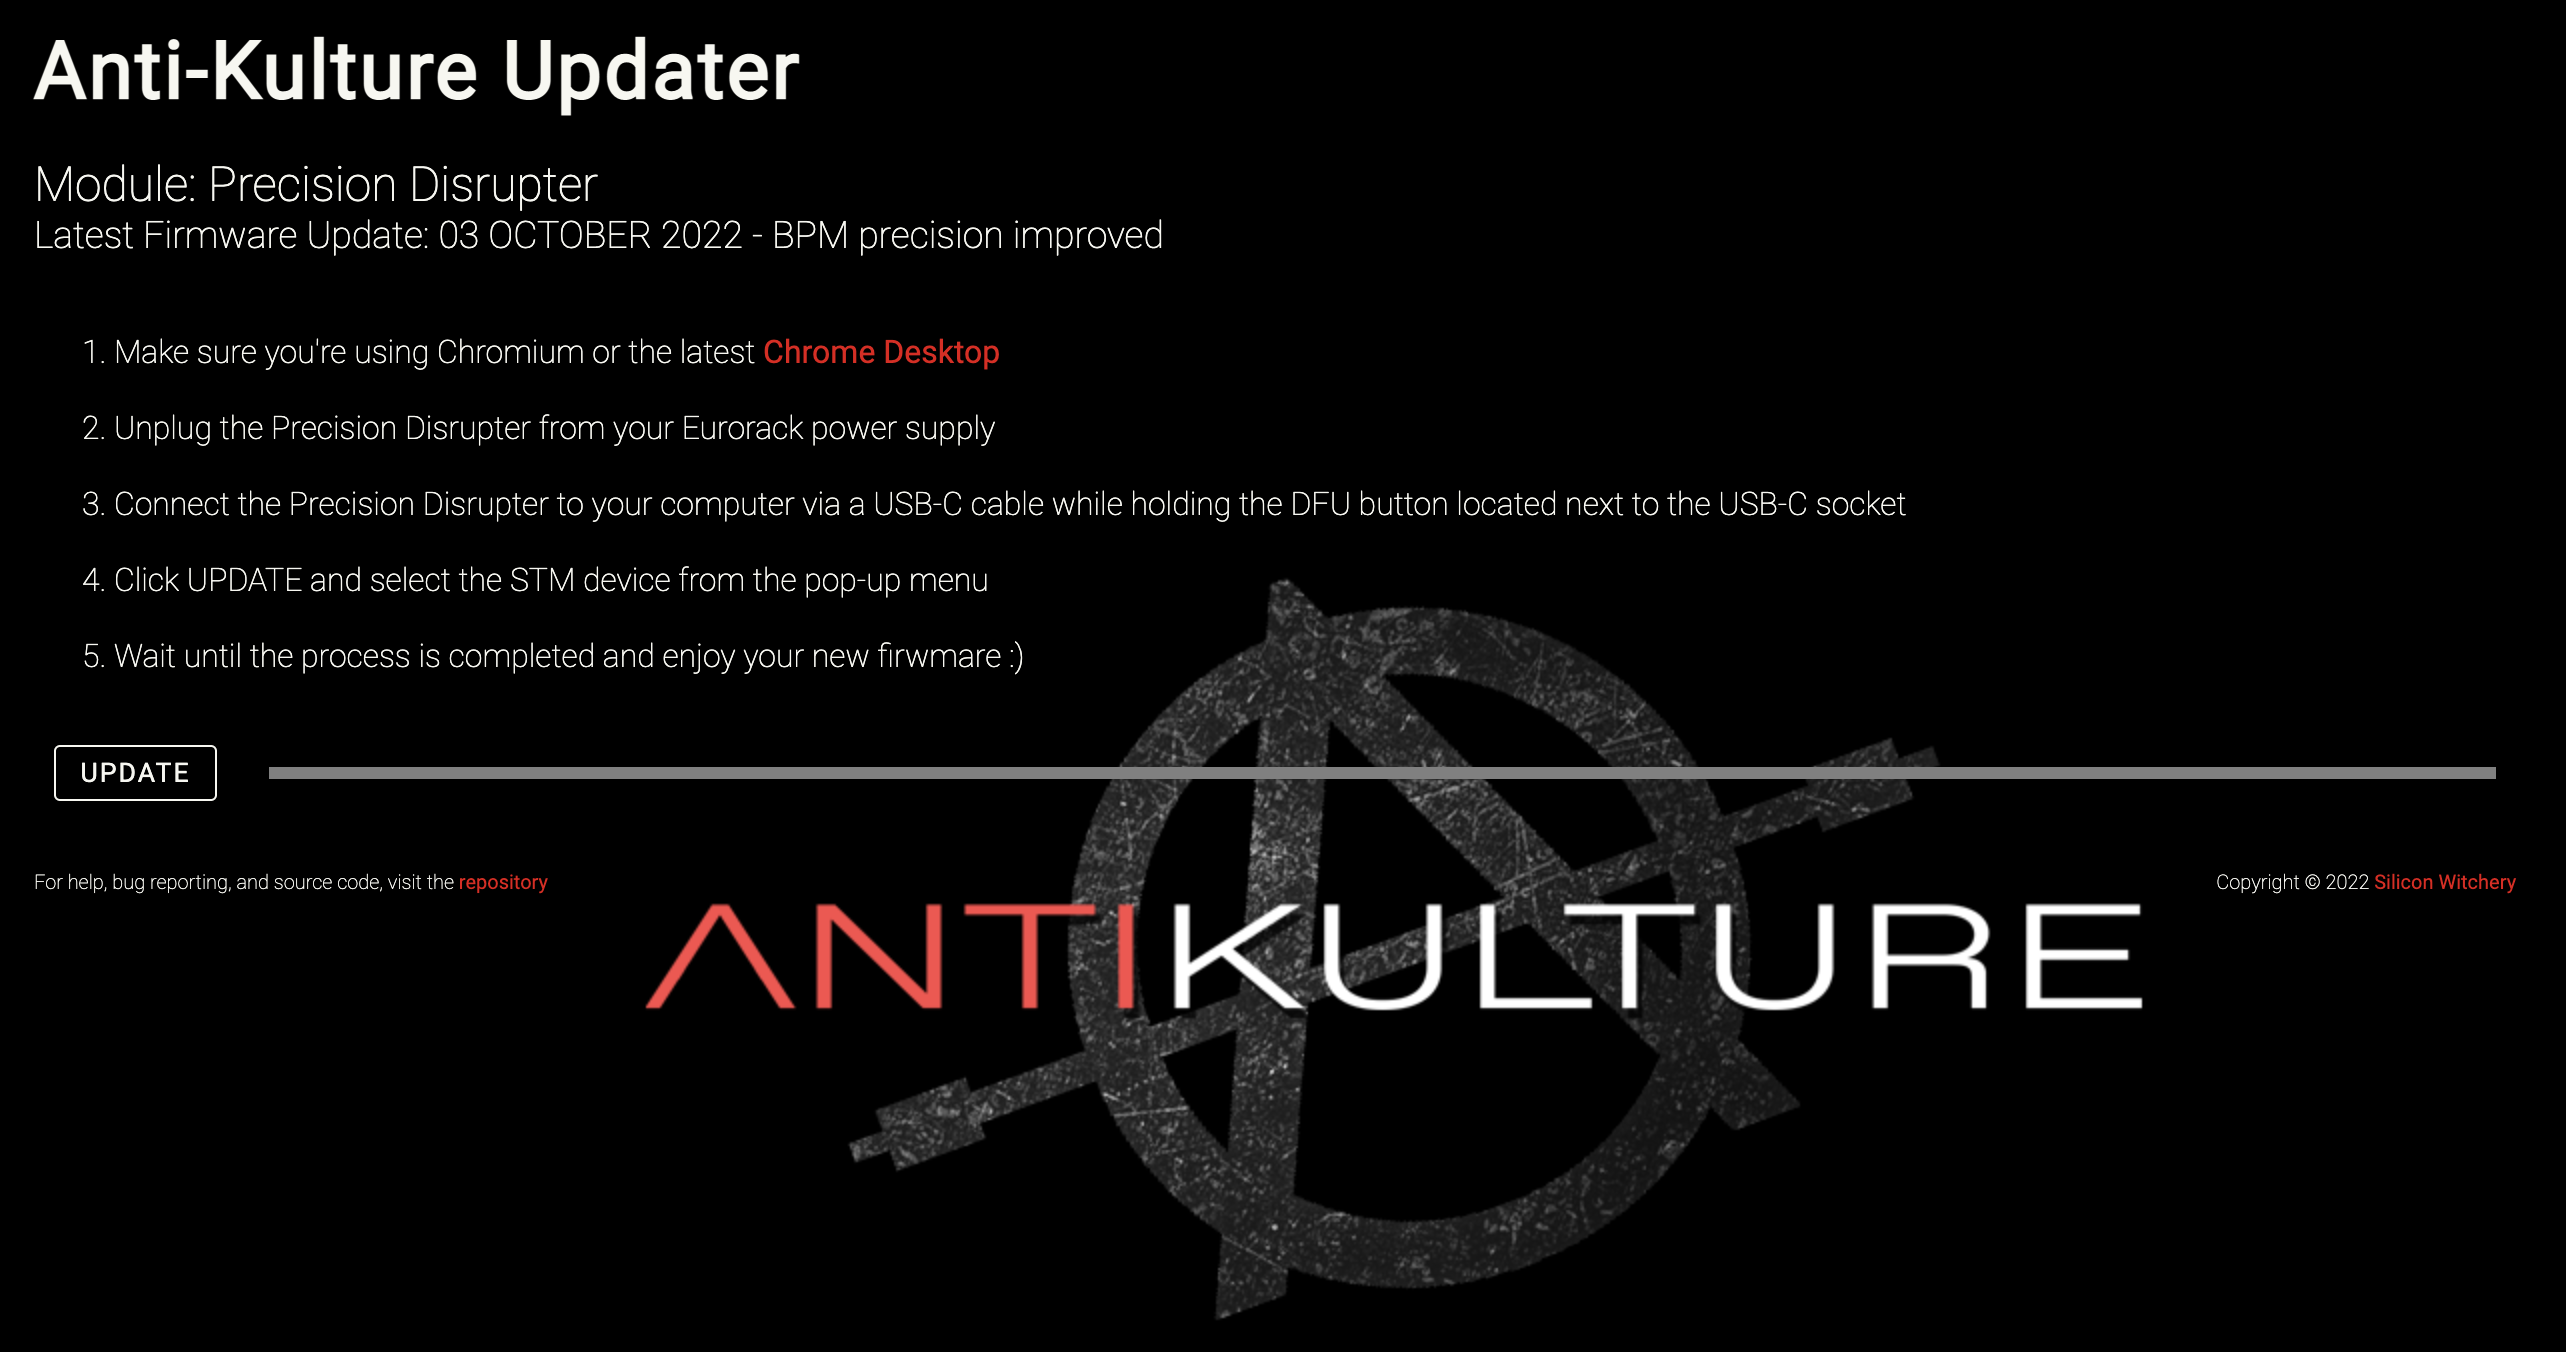 Anti-Kulture Updater
Module: Precision Disrupter
Latest Firmware Update: 03 OCTOBER 2022 - BPM precision improved
1. Make sure you're using Chromium or the latest Chrome Desktop
2. Unplug the Precision Disrupter from your Eurorack power supply
3. Connect the Precision Disrupter to your computer via a USB-C cable while holding the DFU button located next to the USB-C socket
4. Click UPDATE and select the STM device from the pop-up menu
5. Wait until the process is completed and enjoy your new firwmare :)
UPDATE
For help, bug reporting, and source code, visit the repository
Copyright © 2022 Silicon Witchery
ANTIKULTURE